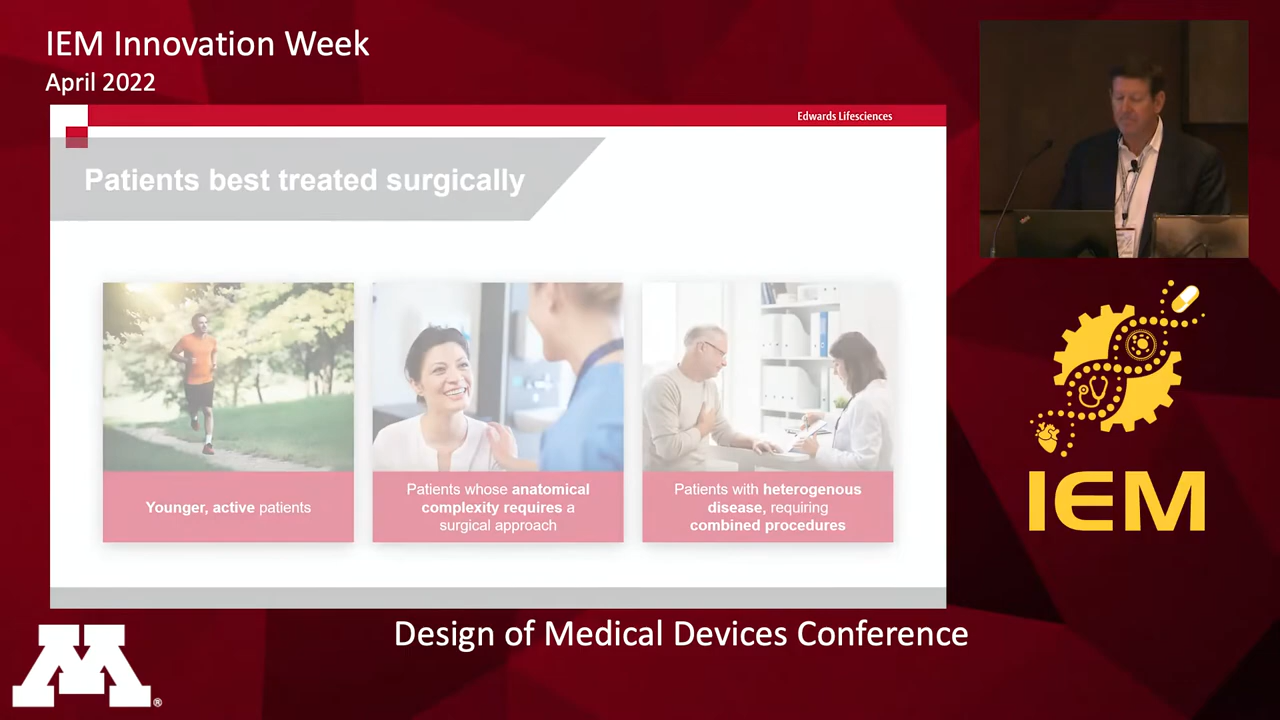 IEM Innovation Week
April 2022
Edwards Lifesciences
Patients best treated surgically
Younger, active patients
Patients whose anatomical
complexity requires a
surgical approach
Patients with heterogenous
disease, requiring
combined procedures
IEM
Design of Medical Devices Conference
M
®